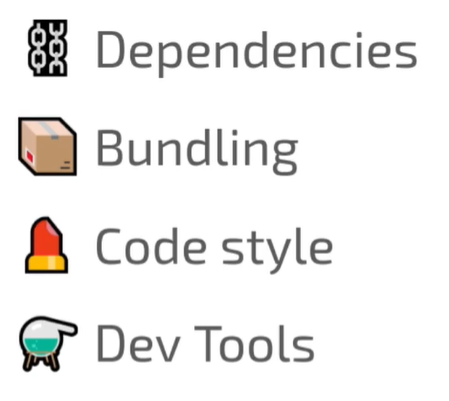 Dependencies
Bundling
Code style
Dev Tools